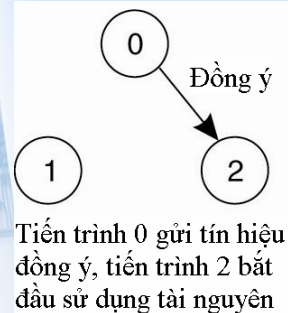 0
Đồng ý
1
2
Tiến trình 0 gửi tín hiệu
đồng ý, tiến trình 2 bắt
đầu sử dụng tài nguyên